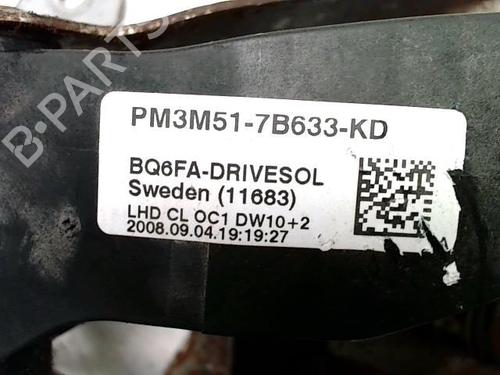 B-PARTS
PM3M51-7B633-KD
BQ6FA-DRIVESOL
Sweden (11683)
LHD CL OC1 DW10+2
2008.09.04.19:19:27